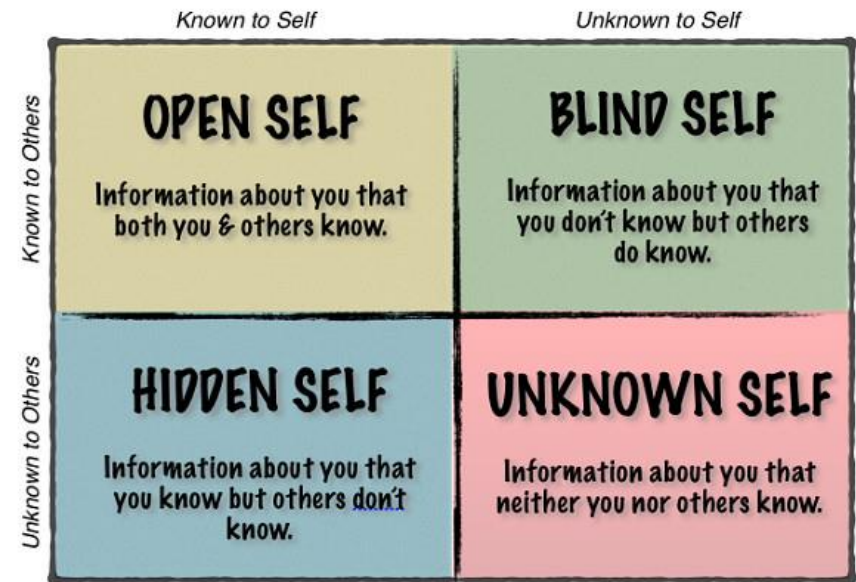 Known to Self
Unknown to Self
Known to Others
OPEN SELF
Information about you that
both you & others know.
BLIND SELF
Information about you that
you don't know but others
do know.
Unknown to Others
HIDDEN SELF
Information about you that
you know but others don't
know.
UNKNOWN SELF
Information about you that
neither you nor others know.